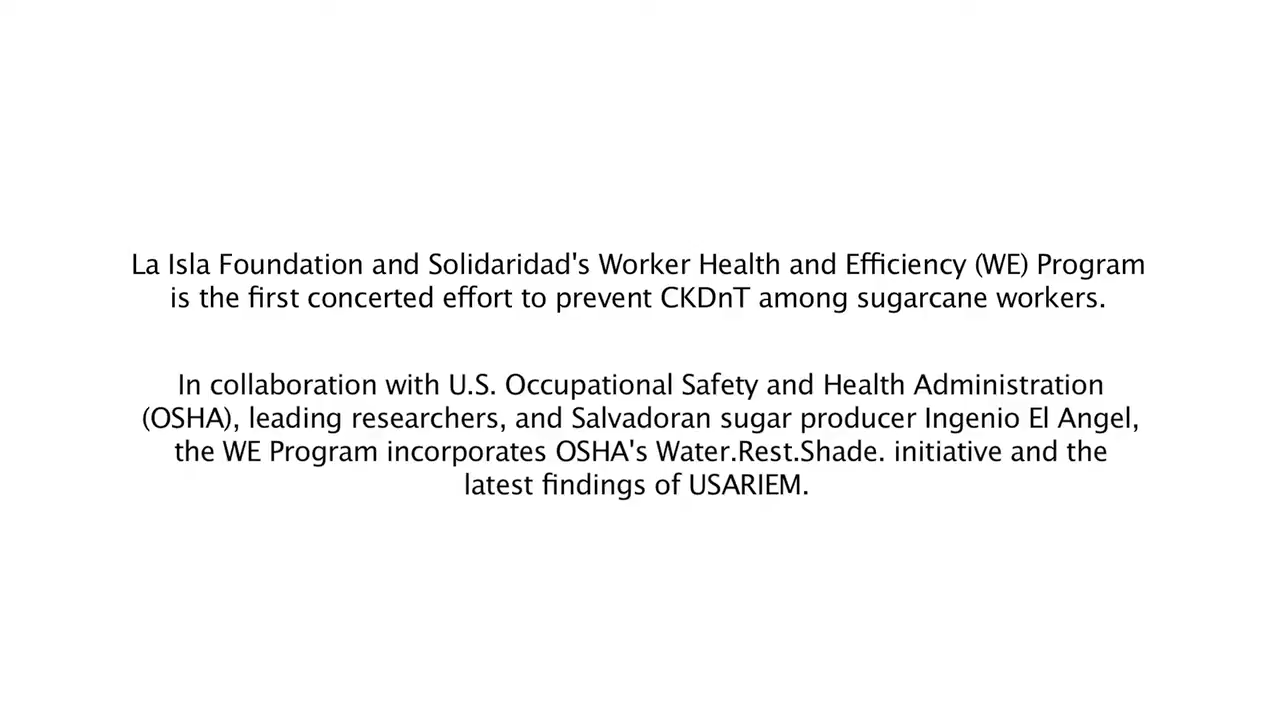 La Isla Foundation and Solidaridad's Worker Health and Efficiency (WE) Program
is the first concerted effort to prevent CKDnT among sugarcane workers.
In collaboration with U.S. Occupational Safety and Health Administration
(OSHA), leading researchers, and Salvadoran sugar producer Ingenio El Angel,
the WE Program incorporates OSHA's Water.Rest.Shade. initiative and the
latest findings of USARIEM.